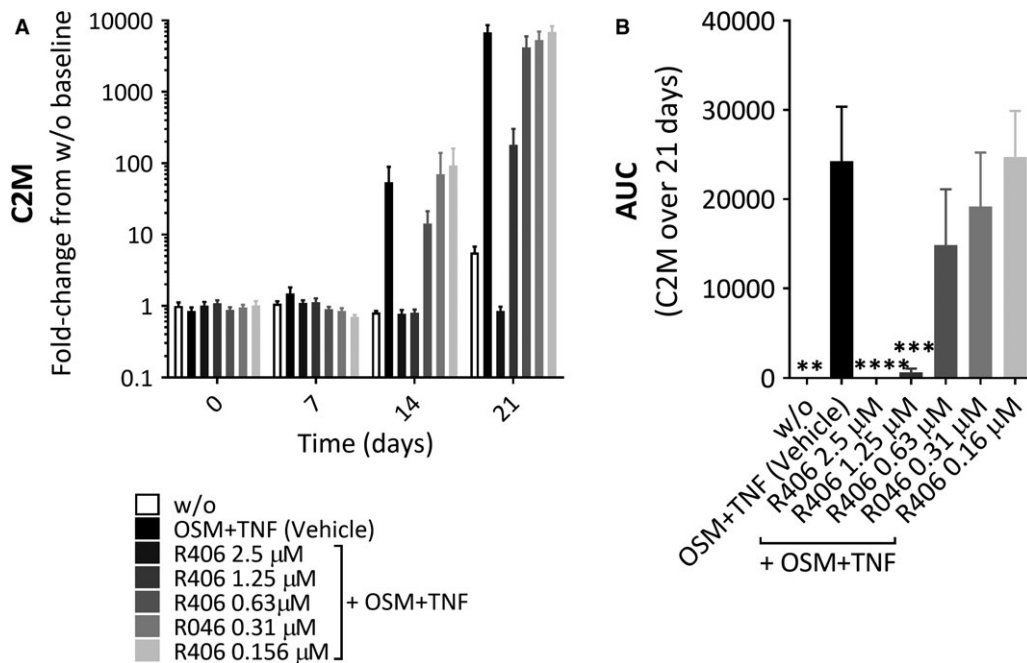 A
C2M
Fold-change from w/o baseline
10000
1000
100
10
1
0.1
0
7
14
21
Time (days)
w/o
OSM+TNF (Vehicle)
R406 2.5 μM
R406 1.25 μM
R406 0.63μM
R046 0.31 μM
R406 0.156 μM
+ OSM+TNF
B
AUC
(C2M over 21 days)
40000
30000
20000
10000
0
**
****
***
w/o
OSM+TNF (Vehicle)
R406 2.5 μM
R406 1.25 μM
R406 0.63 μM
R046 0.31 μM
R406 0.16 μM
+ OSM+TNF